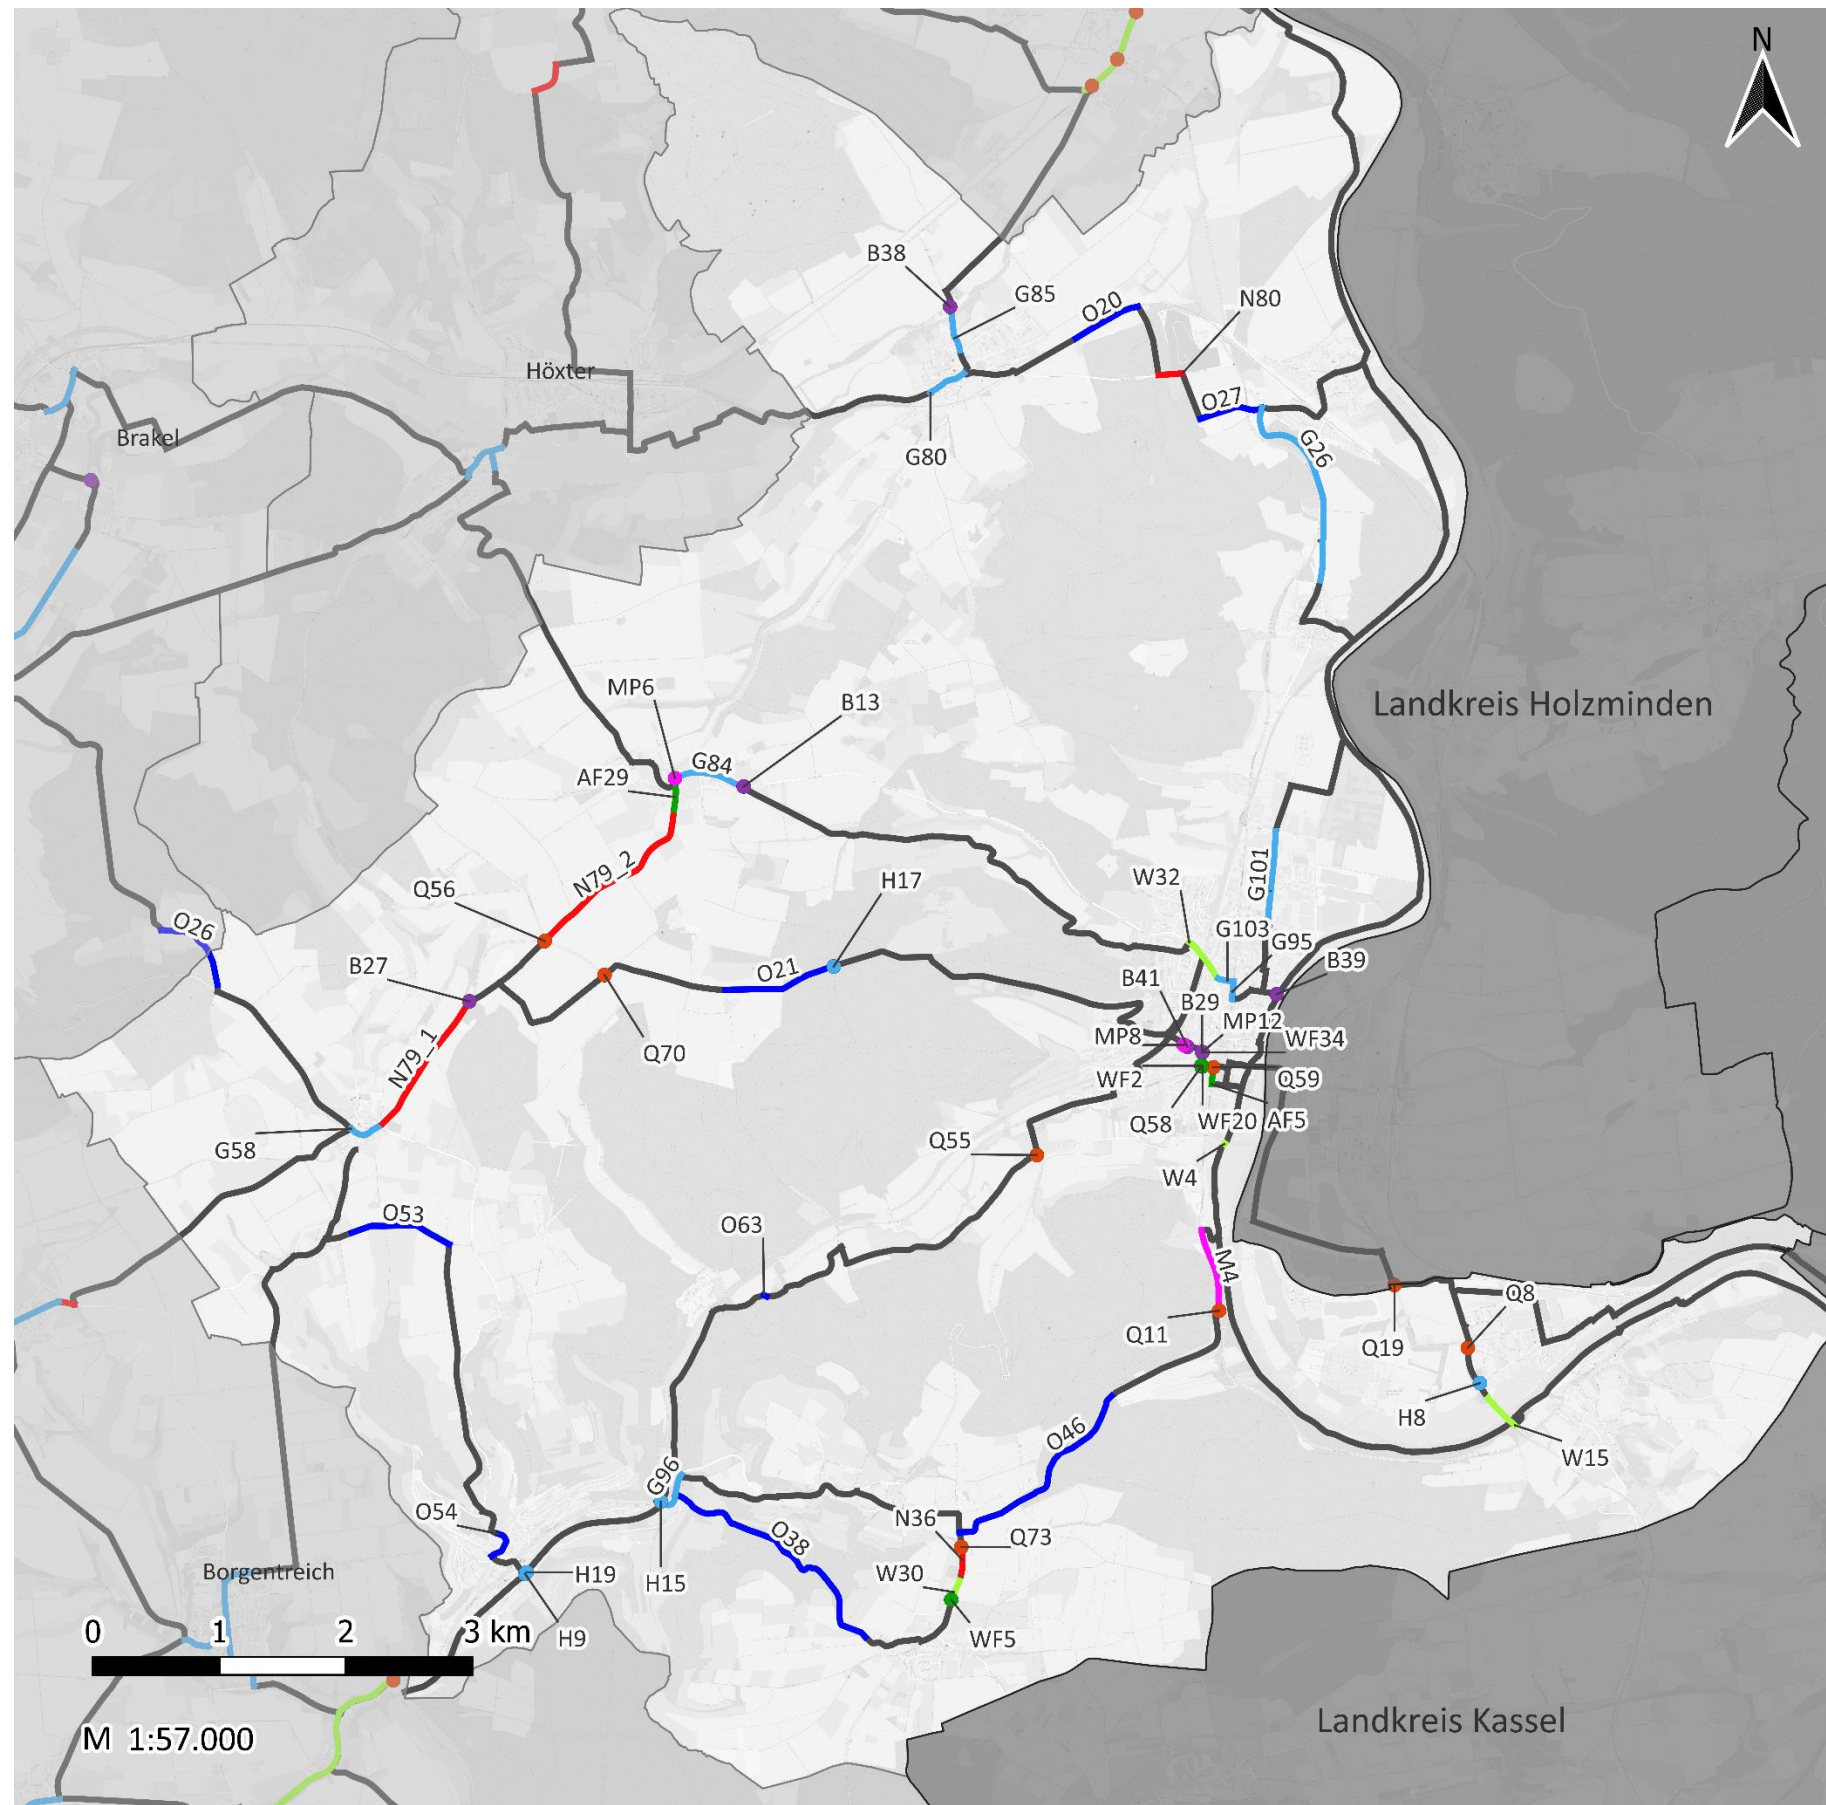 N
B38
G85
O20
N80
Höxter
O27
Brakel
G26
G80
MP6
B13
Landkreis Holzminden
G84
AF29
N79_2
G101
Q56
H17
W32
O26
G103
G95
B27
O21
B39
B41
B29
MP12
N79_1
MP8
WF34
Q70
WF2
Q59
Q58
WF20
AF5
G58
Q55
W4
O53
O63
M4
Q8
Q11
Q19
H8
O46
W15
G96
O54
N36
Q73
O38
Borgentreich
H19
H15
W30
0 1 2 3 km
H9
WF5
M 1:57.000
Landkreis Kassel